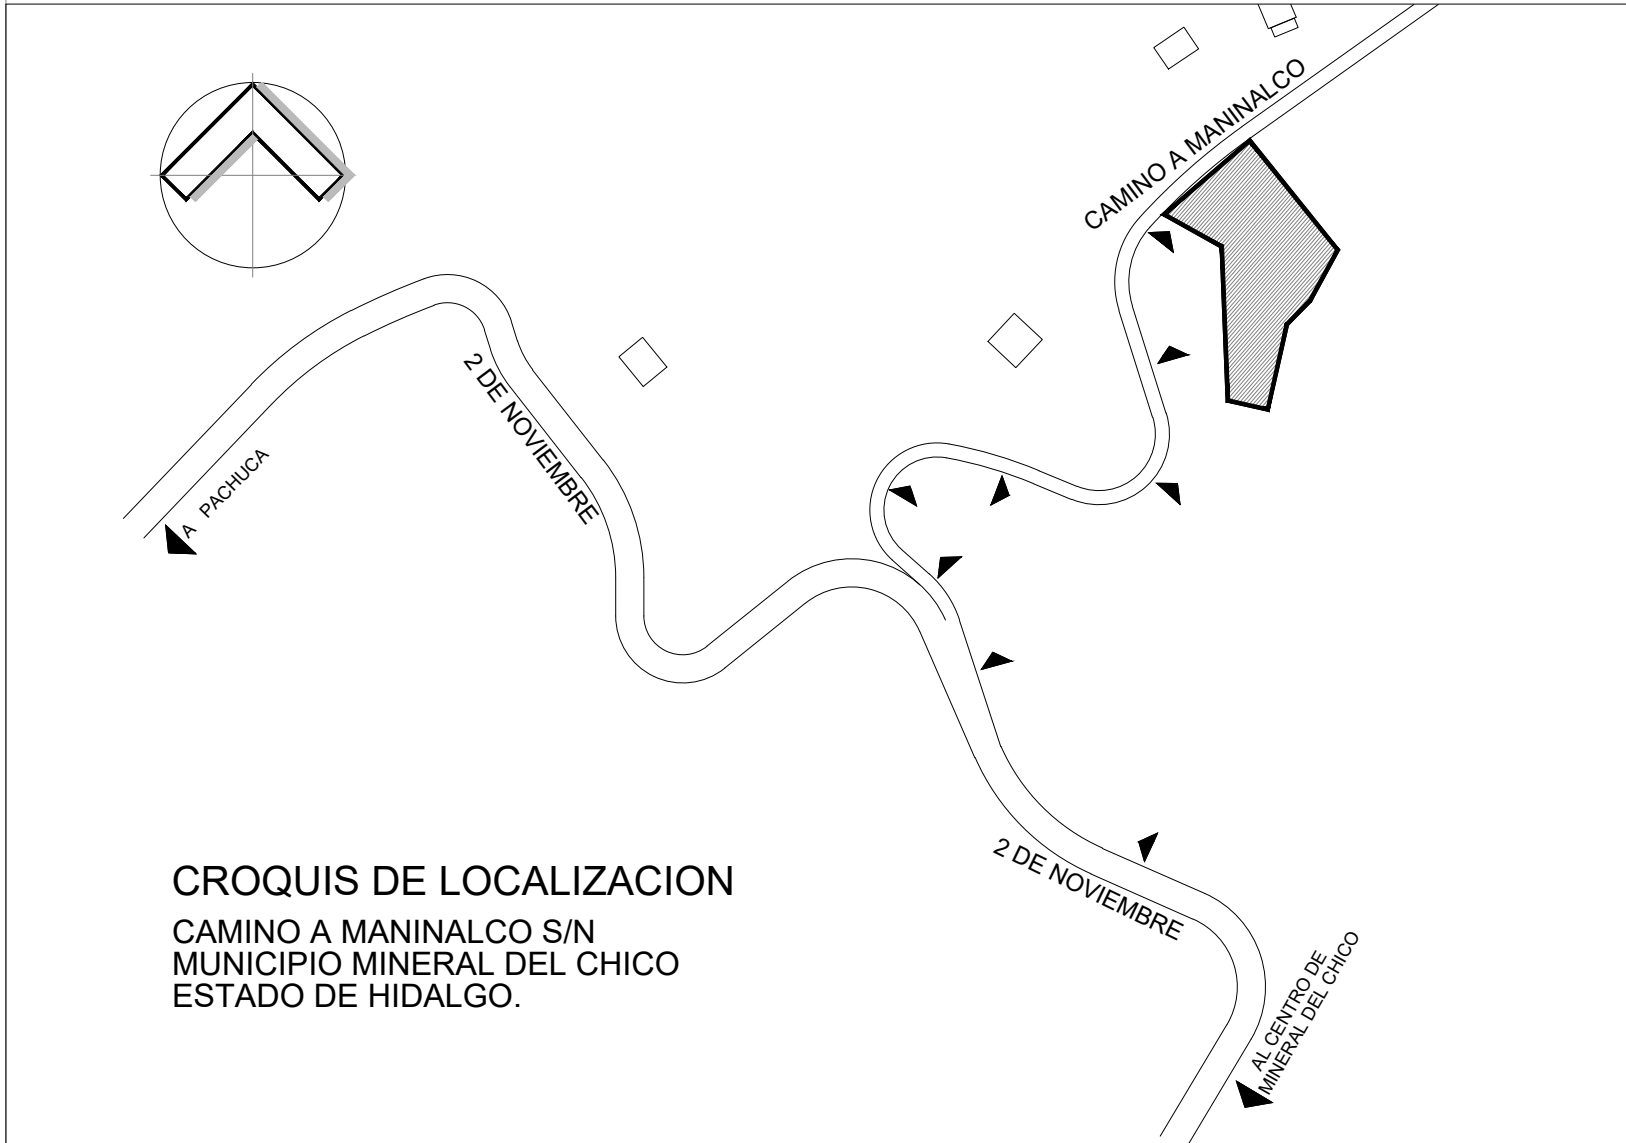 CAMINO A MANINALCO
2 DE NOVIEMBRE
A PACHUCA
2 DE NOVIEMBRE
CROQUIS DE LOCALIZACION
CAMINO A MANINALCO S/N
MUNICIPIO MINERAL DEL CHICO
ESTADO DE HIDALGO.
AL CENTRO DE
MINERAL DEL CHICO